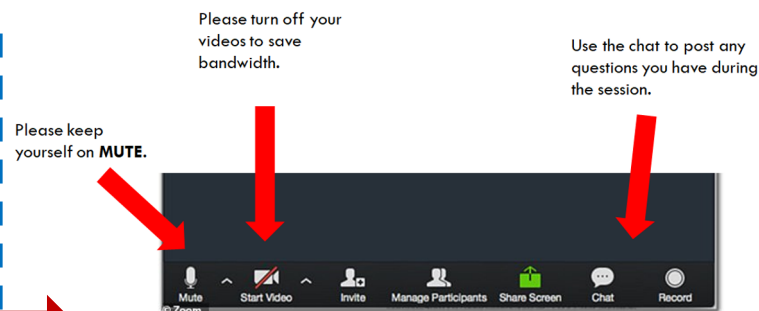 Please turn off your
videos to save
bandwidth.
Use the chat to post any
questions you have during
the session.
Please keep
yourself on MUTE.
Mute
Start Video
Invite
Manage Participants
Share Screen
Chat
Record
© Zoom